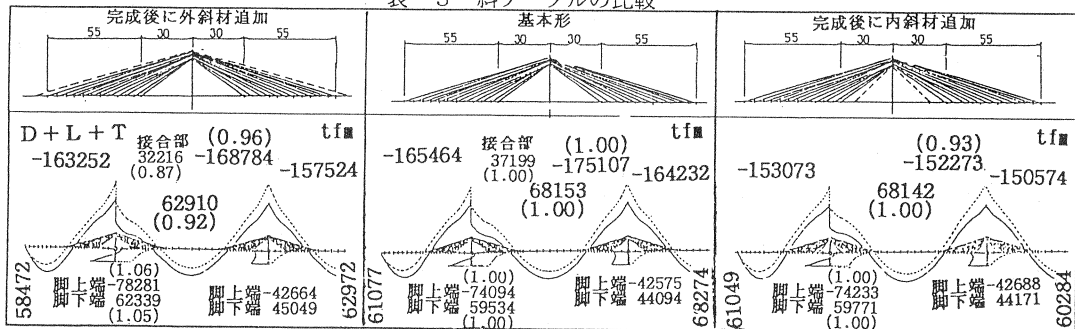 表 3 斜ケーブルの比較
完成後に外斜材追加
55 30 30 55
D+L+T
接合部
(0.96)
tfm
-163252
32216
-168784
(0.87)
-157524
62910
(0.92)
58472
(1.06)
脚上端-78281
脚下端 62339
(1.05)
脚上端-42664
脚下端 45049
62972
基本形
55 30 30 55
接合部
(1.00)
tfm
-165464
37199
-175107
(1.00)
-164232
68153
(1.00)
61077
(1.00)
脚上端-74094
脚下端 59534
(1.00)
脚上端-42575
脚下端 44094
68274
完成後に内斜材追加
55 30 30 55
(0.93)
tfm
-153073
-152273
-150574
68142
(1.00)
61049
(1.00)
脚上端-74233
脚下端 59771
(1.00)
脚上端-42688
脚下端 44171
60284